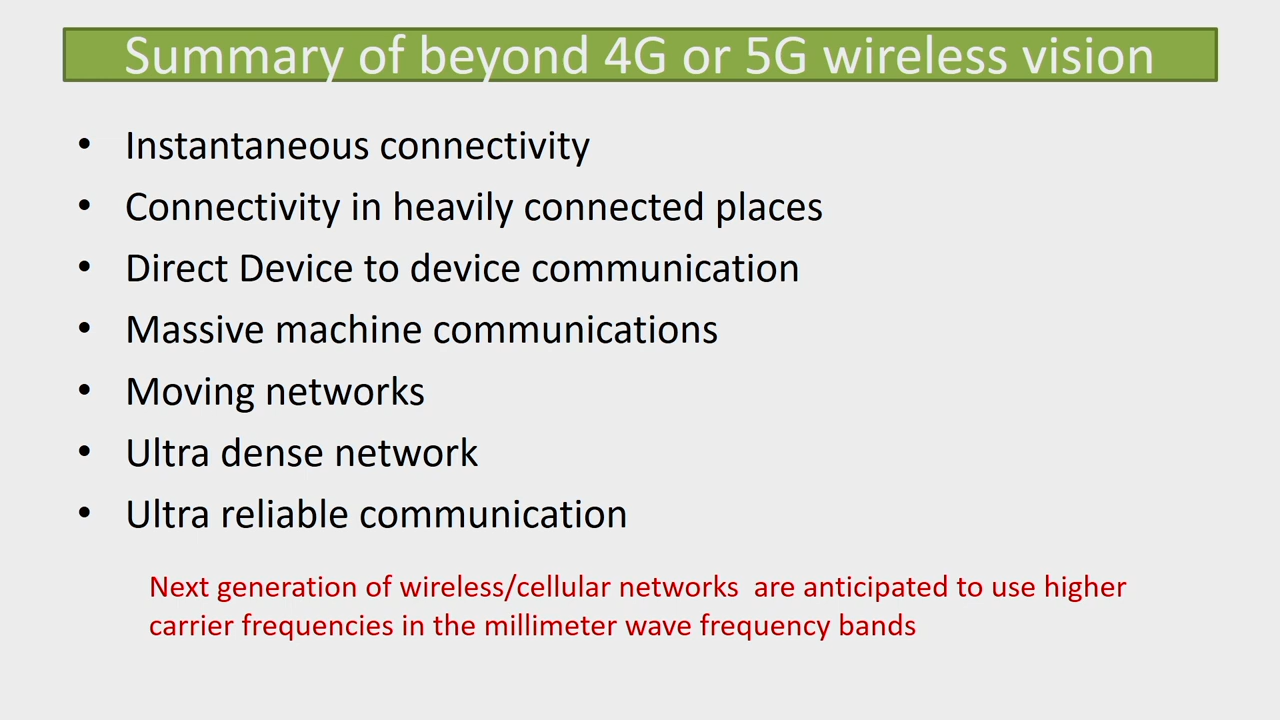 Summary of beyond 4G or 5G wireless vision
• Instantaneous connectivity
• Connectivity in heavily connected places
• Direct Device to device communication
• Massive machine communications
• Moving networks
• Ultra dense network
• Ultra reliable communication
Next generation of wireless/cellular networks  are anticipated to use higher
carrier frequencies in the millimeter wave frequency bands